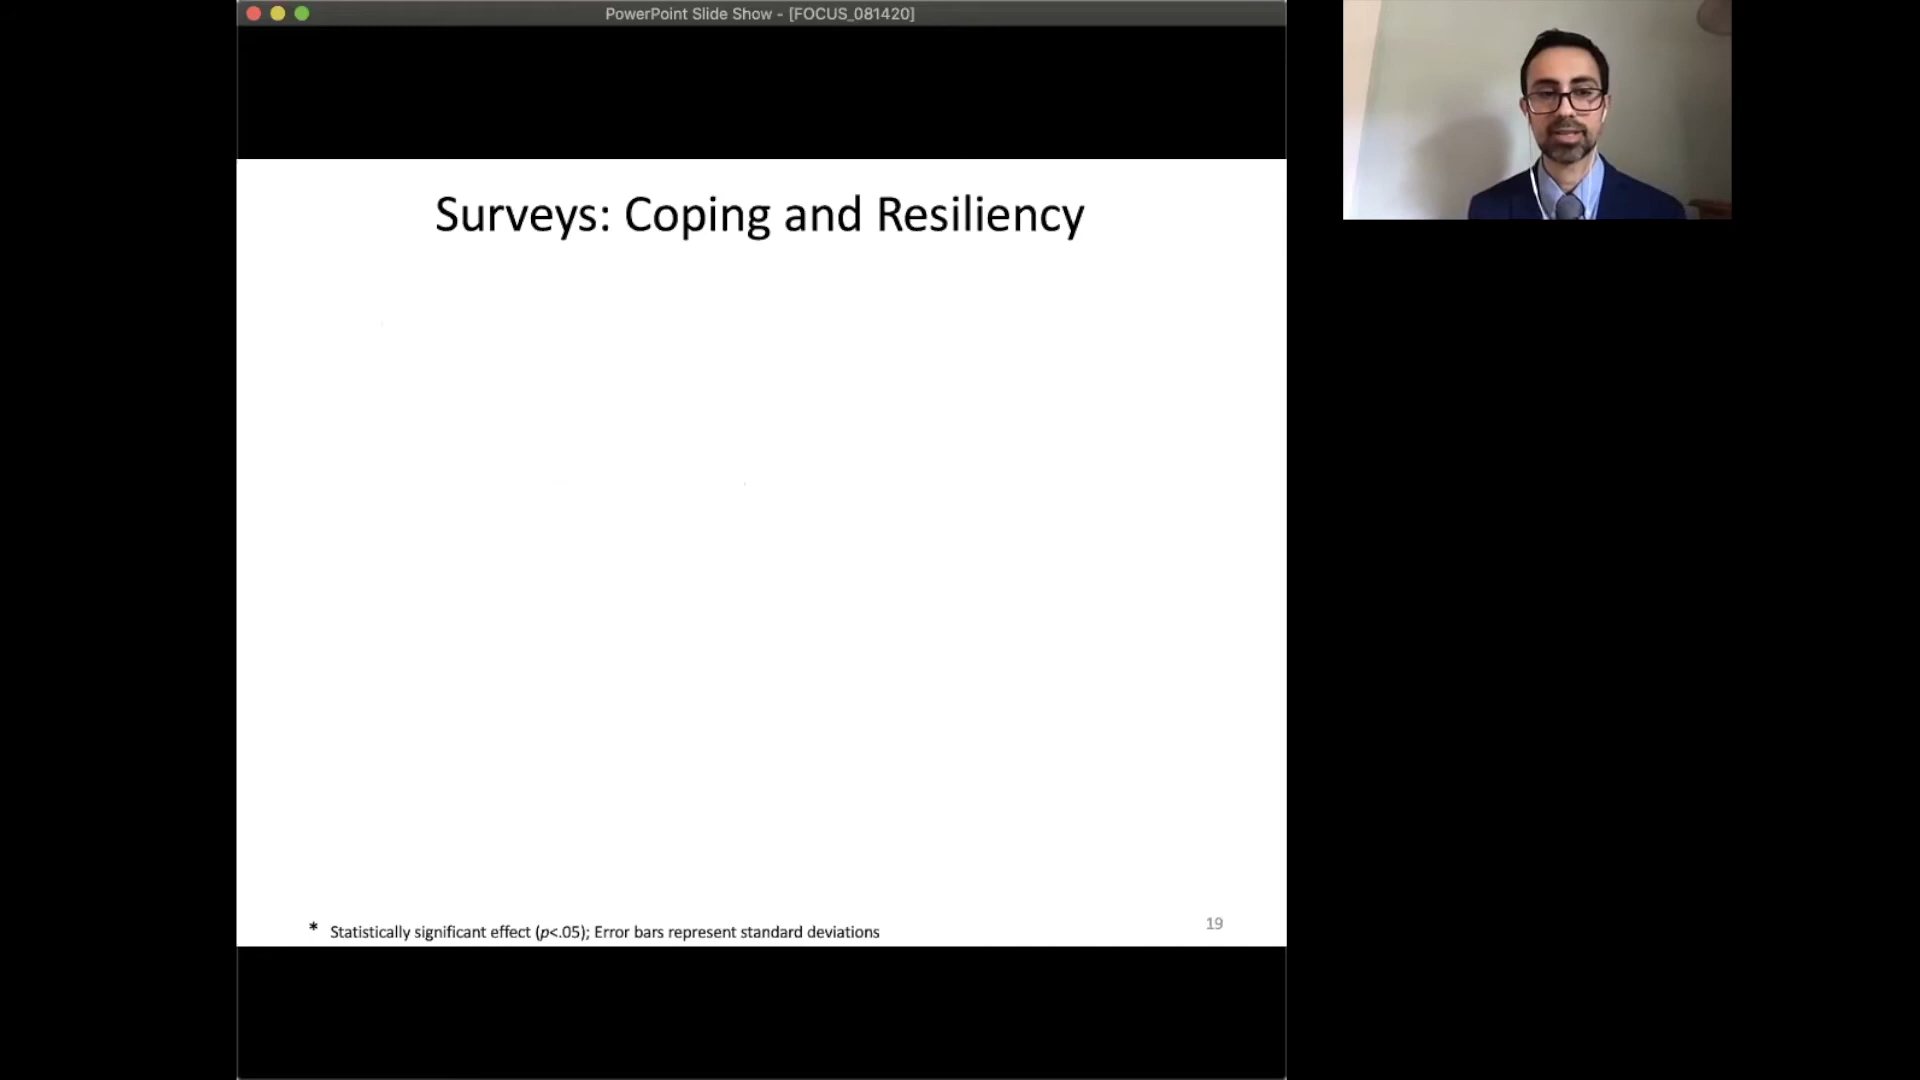 PowerPoint Slide Show - [FOCUS_081420]
Surveys: Coping and Resiliency
* Statistically significant effect (p<.05); Error bars represent standard deviations
19